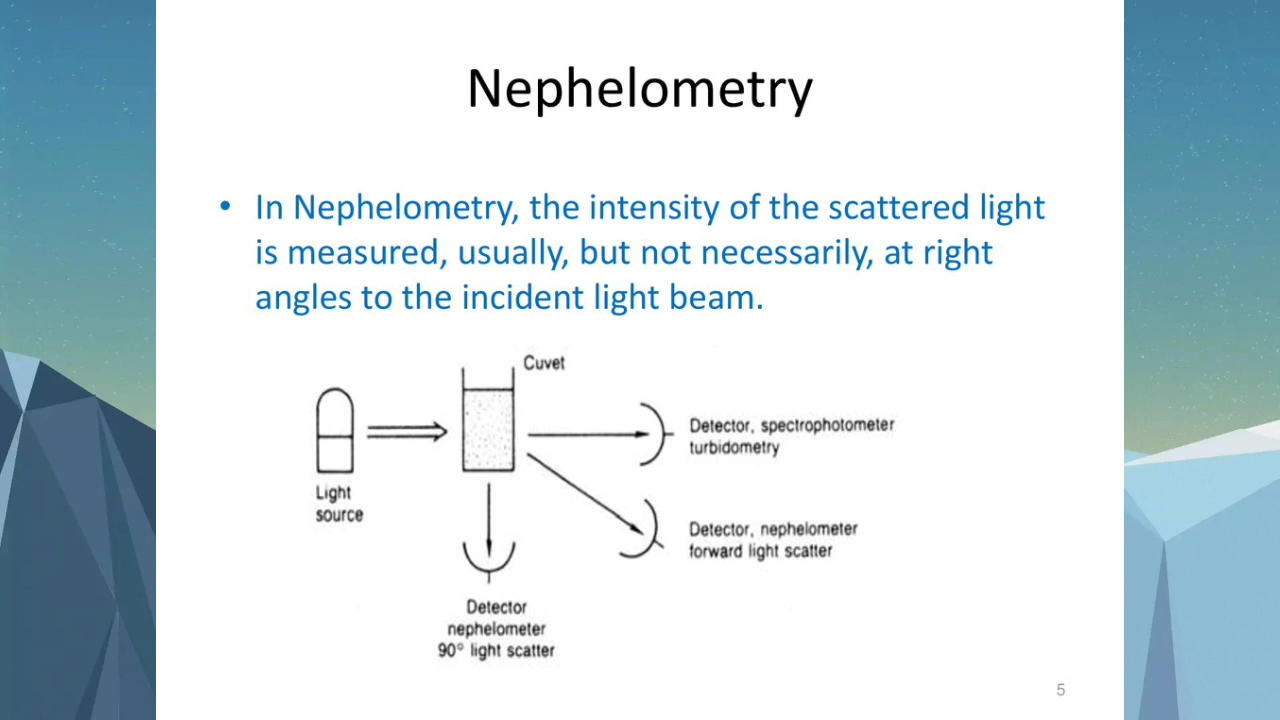 Nephelometry
• In Nephelometry, the intensity of the scattered light
is measured, usually, but not necessarily, at right
angles to the incident light beam.
Cuvet
Light
source
Detector, spectrophotometer
turbidometry
Detector, nephelometer
forward light scatter
Detector
nephelometer
90° light scatter
5